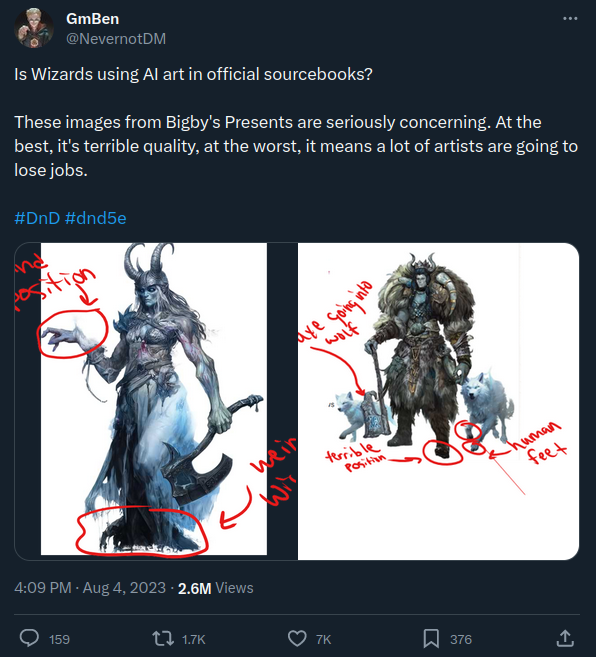 GmBen
@NevernotDM
Is Wizards using AI art in official sourcebooks?
These images from Bigby's Presents are seriously concerning. At the
best, it's terrible quality, at the worst, it means a lot of artists are going to
lose jobs.
#DnD #dnd5e
nd
position
weir
wi
axe going into
wolf
terrible
position
human
feet
4:09 PM · Aug 4, 2023 · 2.6M Views
159
1.7K
7K
376